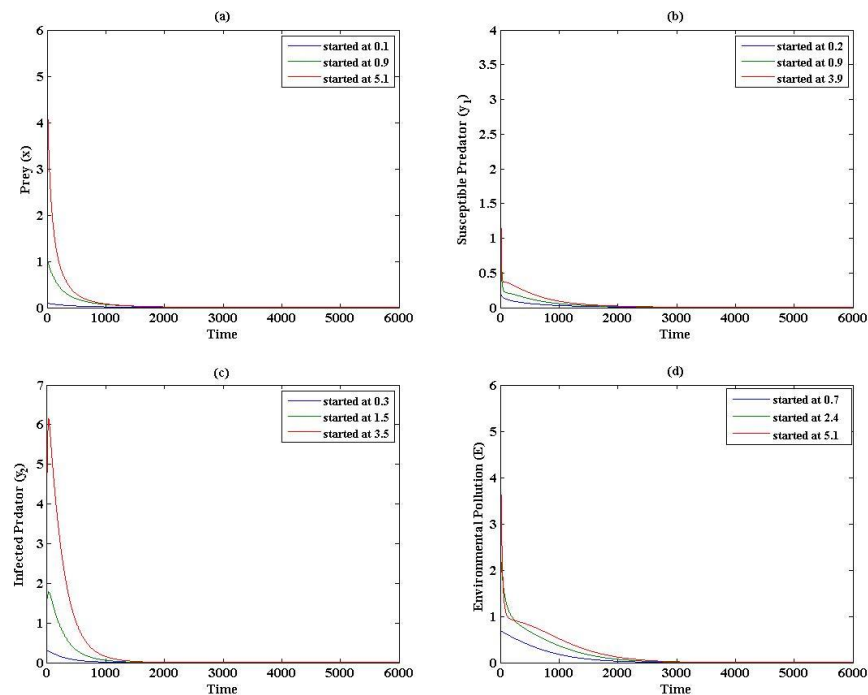 (a)
6
5
4
3
2
1
0
0 1000 2000 3000 4000 5000 6000
Prey (x)
Time
started at 0.1
started at 0.9
started at 5.1
(b)
4
3.5
3
2.5
2
1.5
1
0.5
0
0 1000 2000 3000 4000 5000 6000
Susceptible Predator (y1)
Time
started at 0.2
started at 0.9
started at 3.9
(c)
7
6
5
4
3
2
1
0
0 1000 2000 3000 4000 5000 6000
Infected Prdator (y2)
Time
started at 0.3
started at 1.5
started at 3.5
(d)
6
5
4
3
2
1
0
0 1000 2000 3000 4000 5000 6000
Environmental Pollution (E)
Time
started at 0.7
started at 2.4
started at 5.1